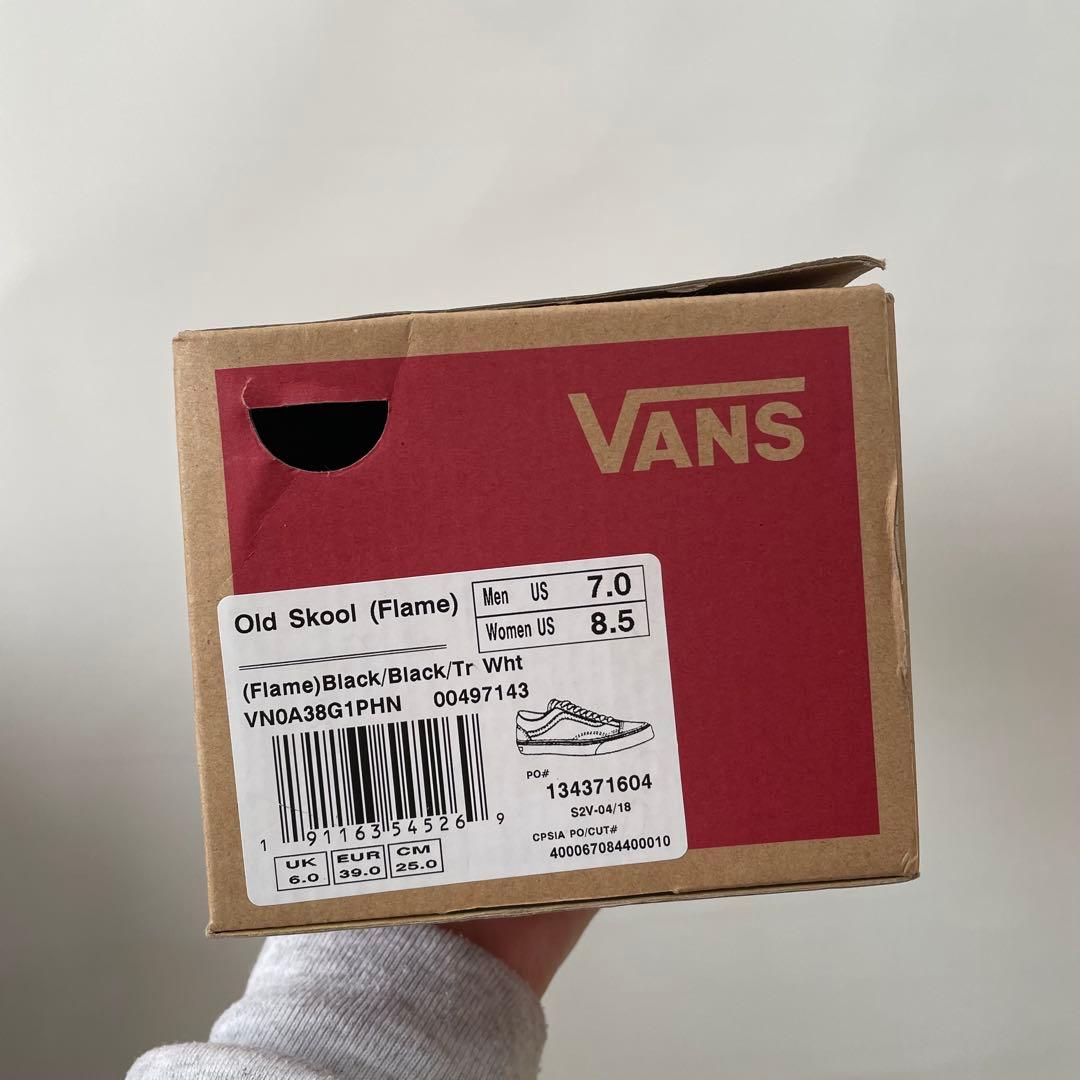 VANS
Old Skool (Flame)
Men US 7.0
Women US 8.5
(Flame)Black/Black/Tr Wht
VN0A38G1PHN 00497143
PO#
134371604
S2V-04/18
CPSIA PO/CUT#
400067084400010
1 91163 54526 9
UK EUR CM
6.0 39.0 25.0